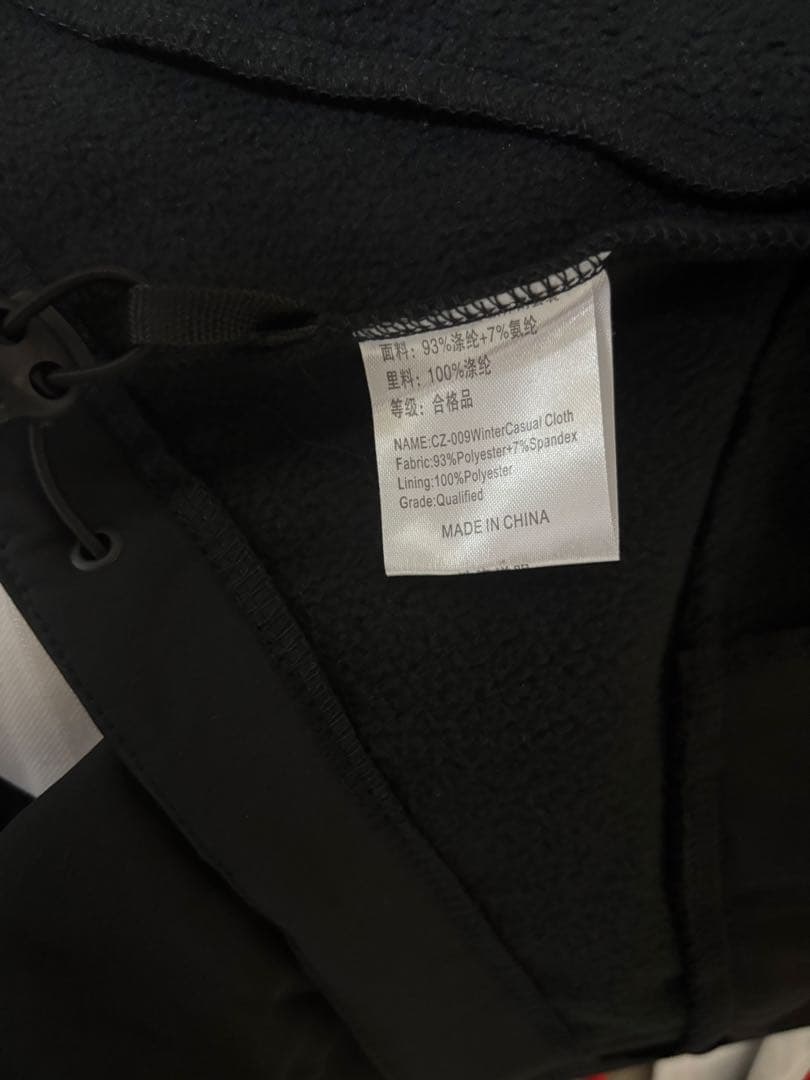 面料：93%涤纶+7%氨纶
里料：100%涤纶
等级：合格品
NAME:CZ-009WinterCasual Cloth
Fabric:93%Polyester+7%Spandex
Lining:100%Polyester
Grade:Qualified
MADE IN CHINA